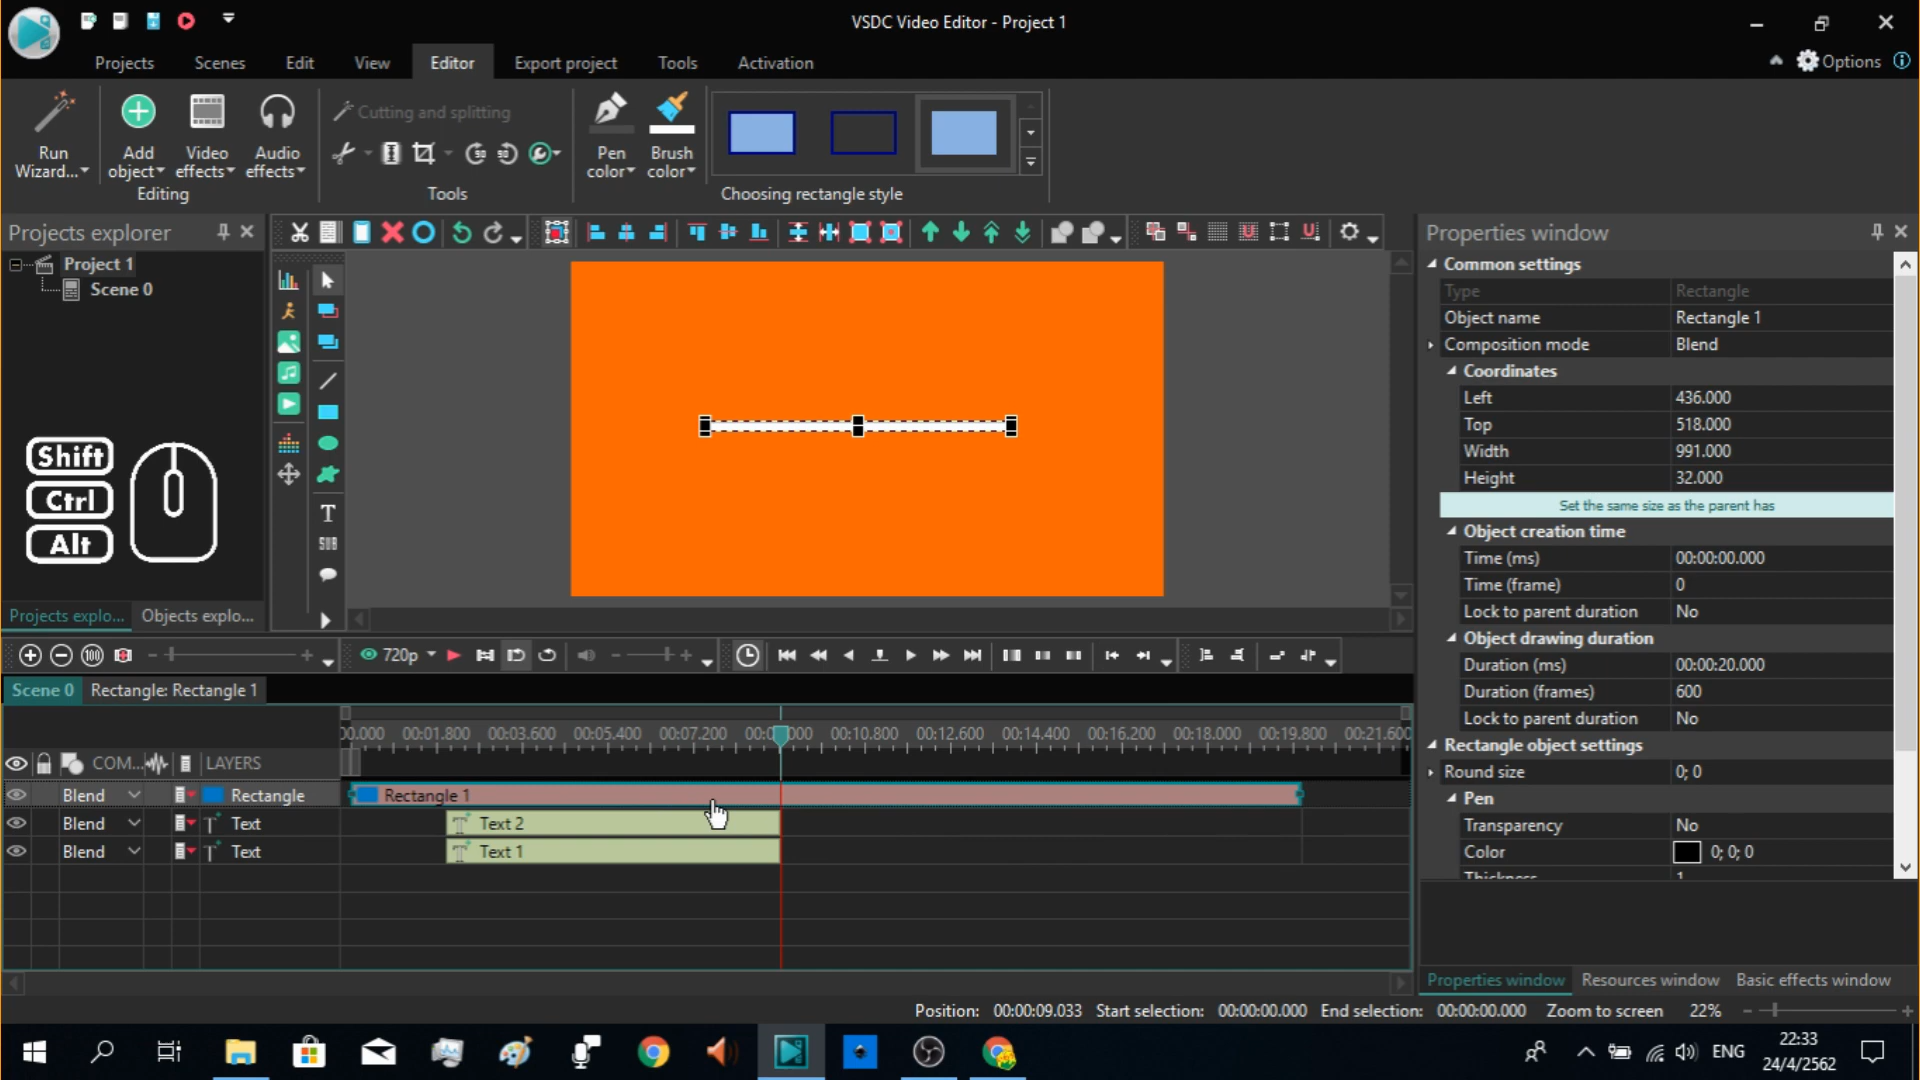 VSDC Video Editor - Project 1
Projects Scenes Edit View Editor Export project Tools Activation
Options
Run Wizard...
Add object
Video effects
Audio effects
Editing
Cutting and splitting
Tools
Pen color
Brush color
Choosing rectangle style
Projects explorer
Project 1
Scene 0
Shift
Ctrl
Alt
Projects explo... Objects explo...
T
SUB
Properties window
Common settings
Type Rectangle
Object name Rectangle 1
Composition mode Blend
Coordinates
Left 436.000
Top 518.000
Width 991.000
Height 32.000
Set the same size as the parent has
Object creation time
Time (ms) 00:00:00.000
Time (frame) 0
Lock to parent duration No
Object drawing duration
Duration (ms) 00:00:20.000
Duration (frames) 600
Lock to parent duration No
Rectangle object settings
Round size 0; 0
Pen
Transparency No
Color 0; 0; 0
Properties window Resources window Basic effects window
720p
Scene 0 Rectangle: Rectangle 1
00:01.800 00:03.600 00:05.400 00:07.200 00:10.800 00:12.600 00:14.400 00:16.200 00:18.000 00:19.800 00:21.600
COM... LAYERS
Blend Rectangle Rectangle 1
Blend Text Text 2
Blend Text Text 1
Position: 00:00:09.033 Start selection: 00:00:00.000 End selection: 00:00:00.000 Zoom to screen 22%
ENG
22:33
24/4/2562